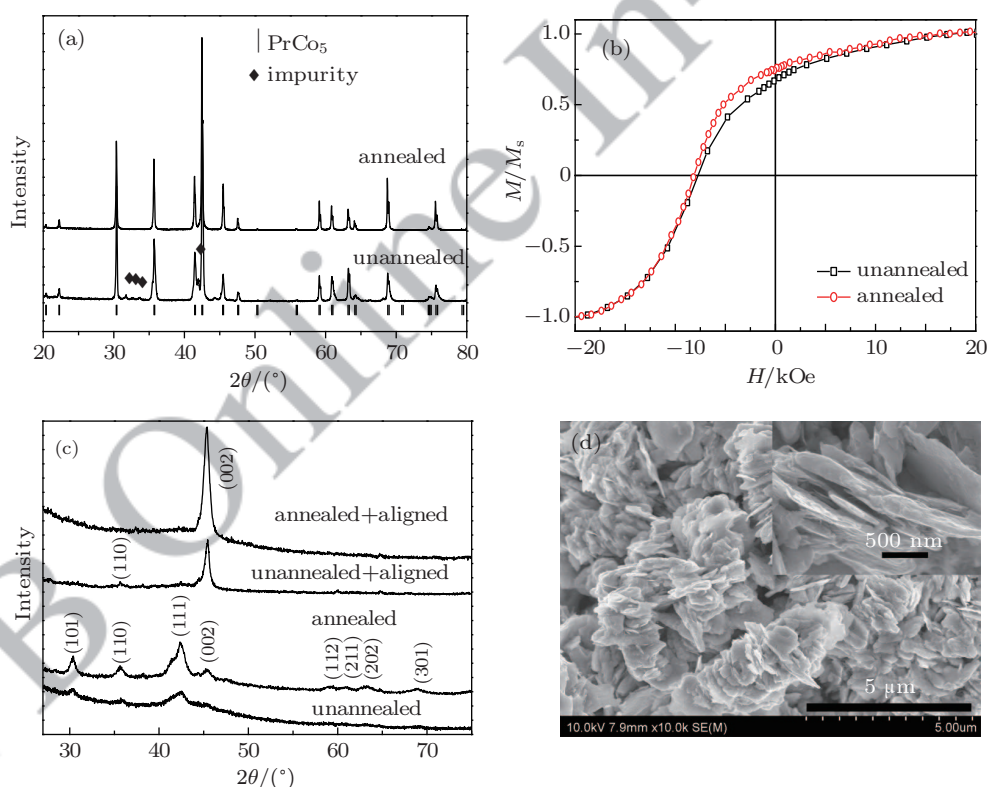 (a)
| PrCo₅
◆ impurity
annealed
unannealed
Intensity
20 30 40 50 60 70 80
2θ/(°)
(b)
1.0
0.5
0
−0.5
−1.0
M/Mₛ
unannealed
annealed
−20 −10 0 10 20
H/kOe
(c)
(002)
annealed+aligned
(110)
unannealed+aligned
annealed
(101)
(110)
(111)
(002)
(112)
(211)
(202)
(301)
unannealed
Intensity
30 40 50 60 70
2θ/(°)
(d)
500 nm
5 µm
10.0kV 7.9mm x10.0k SE(M)
5.00um
B Online